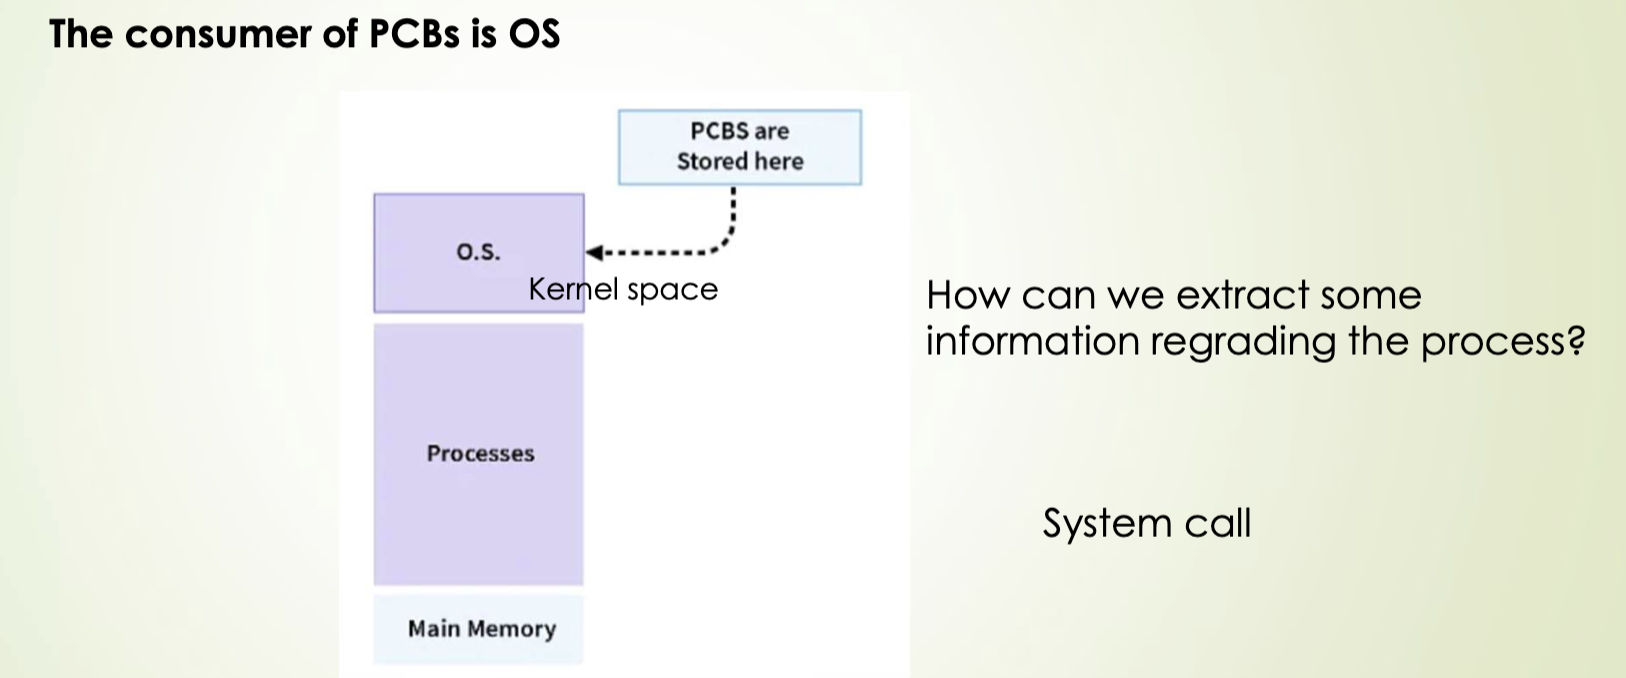 The consumer of PCBs is OS
PCBS are
Stored here
O.S.
Kernel space
How can we extract some
information regrading the process?
Processes
System call
Main Memory